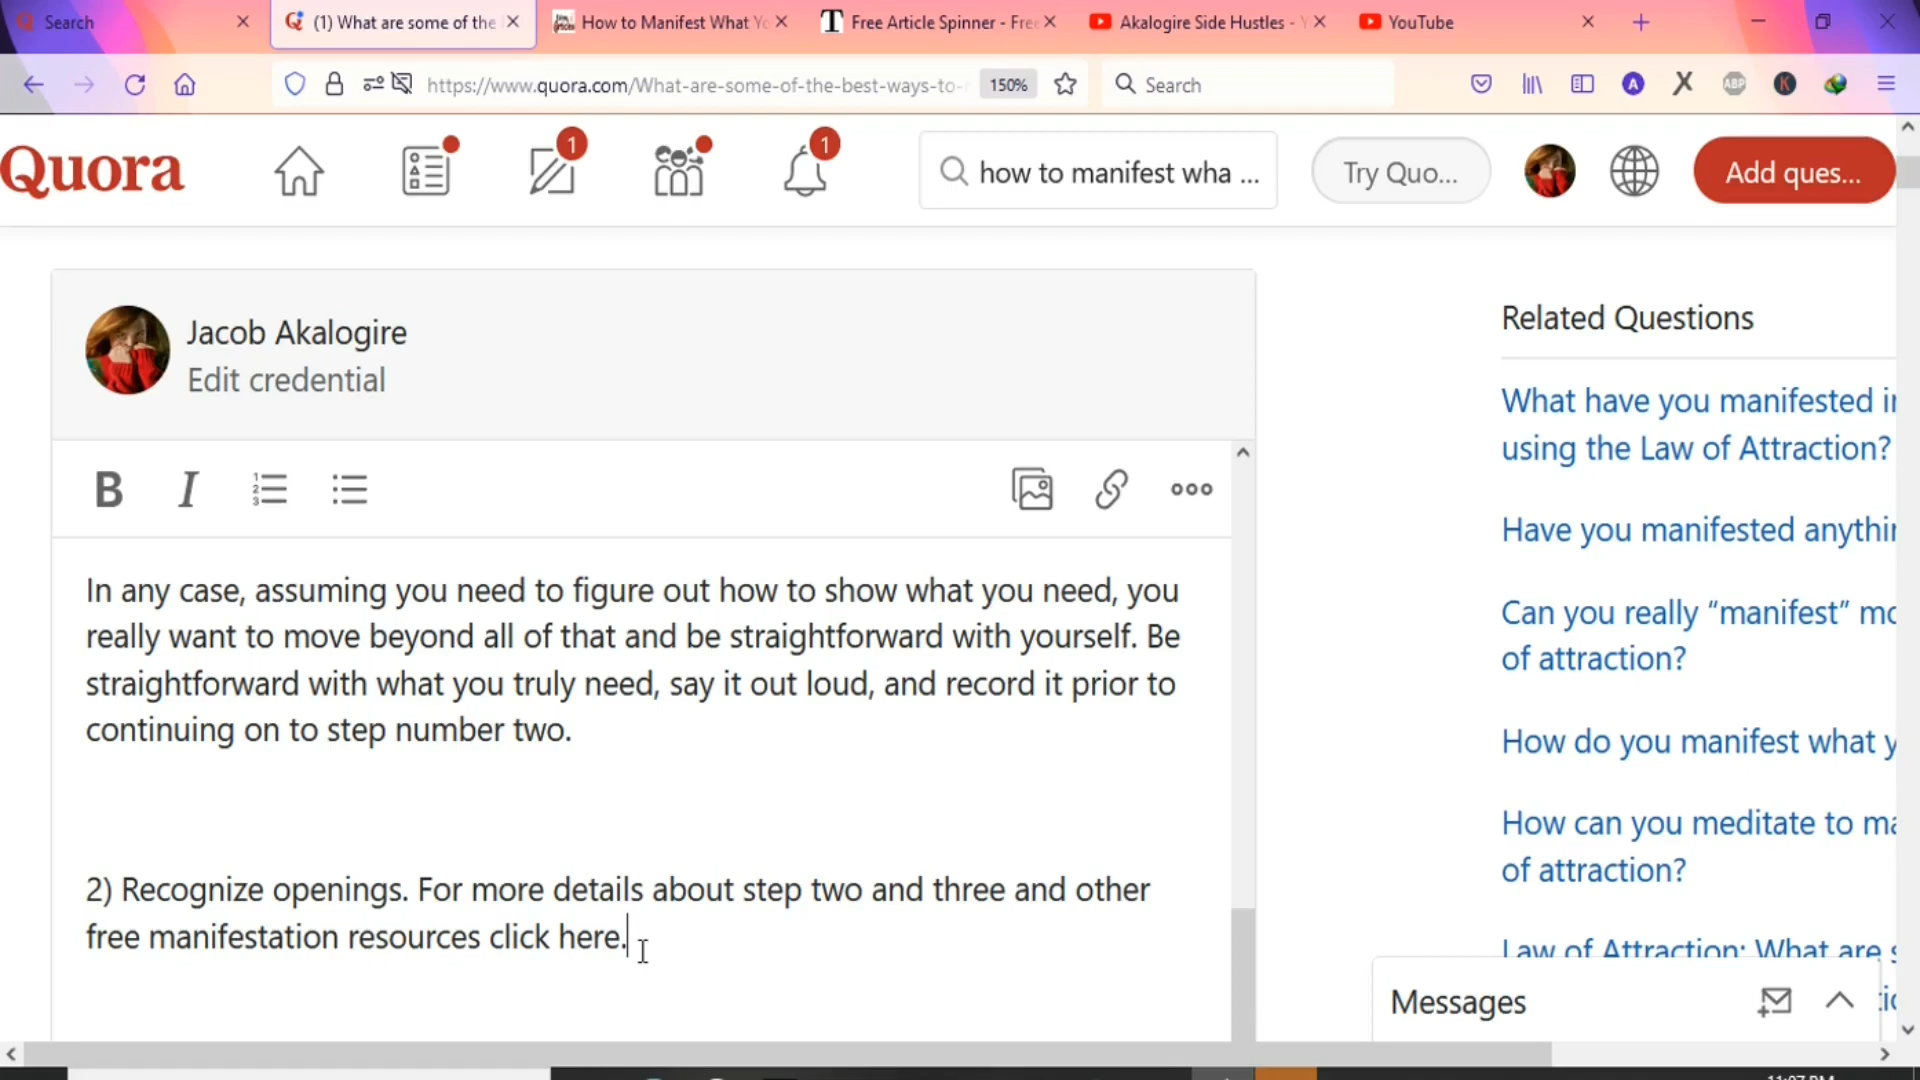 Search
(1) What are some of the
How to Manifest What Yo
Free Article Spinner - Fre
Akalogire Side Hustles - Y
YouTube
https://www.quora.com/What-are-some-of-the-best-ways-to-
150%
Search
Quora
1
1
how to manifest wha ...
Try Quo...
Add ques...
Jacob Akalogire
Edit credential
B I
In any case, assuming you need to figure out how to show what you need, you
really want to move beyond all of that and be straightforward with yourself. Be
straightforward with what you truly need, say it out loud, and record it prior to
continuing on to step number two.
2) Recognize openings. For more details about step two and three and other
free manifestation resources click here.
Related Questions
What have you manifested i
using the Law of Attraction?
Have you manifested anythi
Can you really “manifest” mo
of attraction?
How do you manifest what y
How can you meditate to ma
of attraction?
Law of Attraction: What are s
Messages